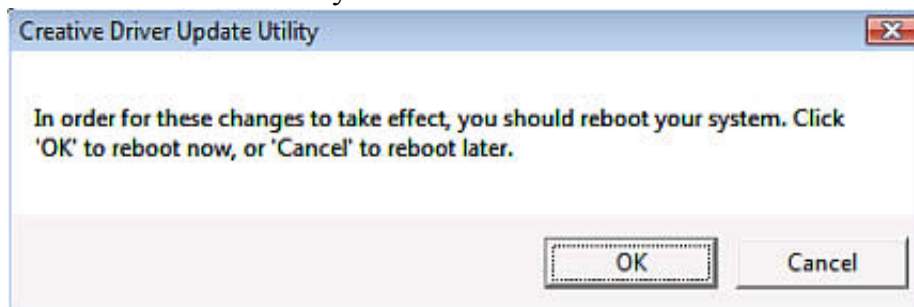 Creative Driver Update Utility
In order for these changes to take effect, you should reboot your system. Click
'OK' to reboot now, or 'Cancel' to reboot later.
OK
Cancel